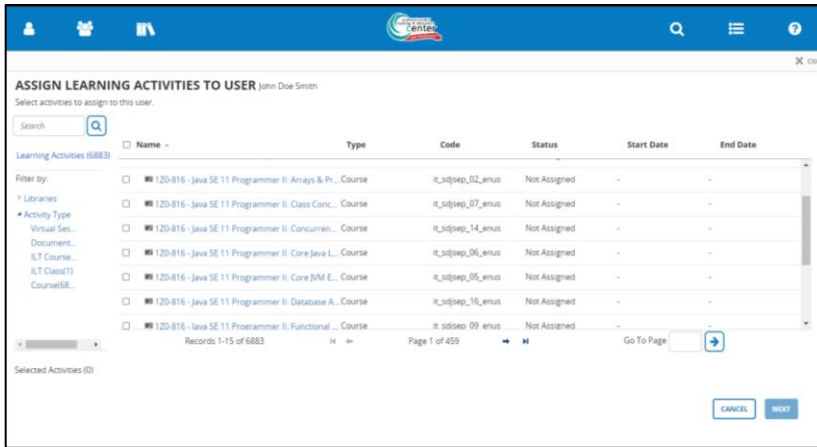 Center
X clo
ASSIGN LEARNING ACTIVITIES TO USER John Doe Smith
Select activities to assign to this user.
Search
Learning Activities (6883)
Filter by:
Libraries
Activity Type
Virtual Ses...
Document...
ILT Course...
ILT Class(1)
Course(68...
Name Type Code Status Start Date End Date
1Z0-816 - Java SE 11 Programmer II: Arrays & Pr... Course it_sdjsep_02_enus Not Assigned - -
1Z0-816 - Java SE 11 Programmer II: Class Conc... Course it_sdjsep_07_enus Not Assigned - -
1Z0-816 - Java SE 11 Programmer II: Concurren... Course it_sdjsep_14_enus Not Assigned - -
1Z0-816 - Java SE 11 Programmer II: Core Java L... Course it_sdjsep_06_enus Not Assigned - -
1Z0-816 - Java SE 11 Programmer II: Core JVM E... Course it_sdjsep_05_enus Not Assigned - -
1Z0-816 - Java SE 11 Programmer II: Database A... Course it_sdjsep_16_enus Not Assigned - -
1Z0-816 - Java SE 11 Programmer II: Functional ... Course it_sdjsep_09_enus Not Assigned - -
Records 1-15 of 6883 Page 1 of 459 Go To Page
Selected Activities (0)
CANCEL NEXT